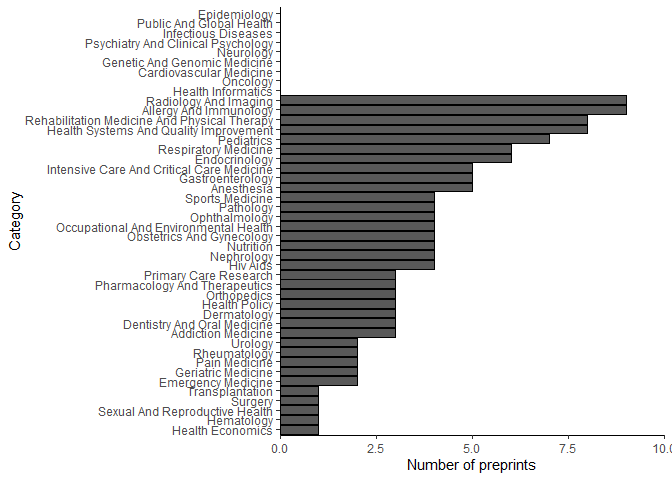 Epidemiology
Public And Global Health
Infectious Diseases
Psychiatry And Clinical Psychology
Neurology
Genetic And Genomic Medicine
Cardiovascular Medicine
Oncology
Health Informatics
Radiology And Imaging
Allergy And Immunology
Rehabilitation Medicine And Physical Therapy
Health Systems And Quality Improvement
Pediatrics
Respiratory Medicine
Endocrinology
Intensive Care And Critical Care Medicine
Gastroenterology
Anesthesia
Sports Medicine
Pathology
Ophthalmology
Occupational And Environmental Health
Obstetrics And Gynecology
Nutrition
Nephrology
Hiv Aids
Primary Care Research
Pharmacology And Therapeutics
Orthopedics
Health Policy
Dermatology
Dentistry And Oral Medicine
Addiction Medicine
Urology
Rheumatology
Pain Medicine
Geriatric Medicine
Emergency Medicine
Transplantation
Surgery
Sexual And Reproductive Health
Hematology
Health Economics
Category
0.0 2.5 5.0 7.5 10.0
Number of preprints